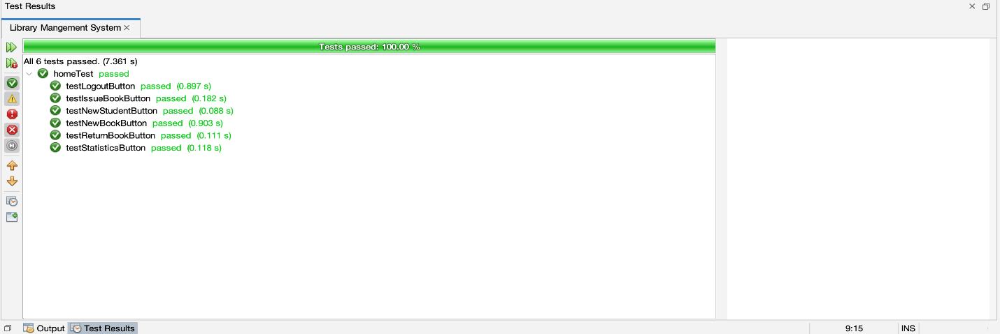 Test Results
Library Mangement System
Tests passed: 100.00 %
All 6 tests passed. (7.361 s)
homeTest passed
testLogoutButton passed (0.897 s)
testIssueBookButton passed (0.182 s)
testNewStudentButton passed (0.088 s)
testNewBookButton passed (0.903 s)
testReturnBookButton passed (0.111 s)
testStatisticsButton passed (0.118 s)
Output Test Results 9:15 INS